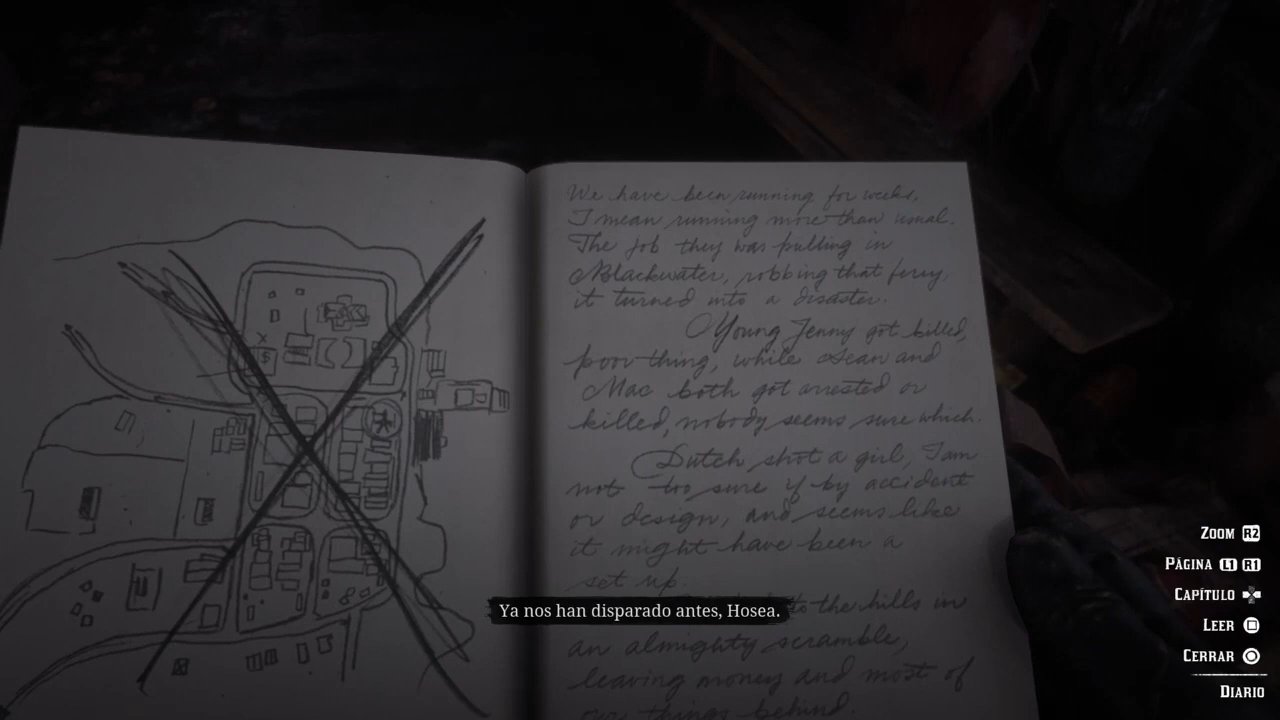 We have been running for weeks,
I mean running more than usual.
The job they was pulling in
Blackwater, robbing that ferry,
it turned into a disaster.
Young Jenny got killed,
poor thing, while Sean and
Mac both got arrested or
killed, nobody seems sure which.
Dutch shot a girl, I am
not too sure if by accident
or design, and seems like
it might have been a
set up.
to the hills in
an almighty scramble,
leaving money and most of
our things behind.
Ya nos han disparado antes, Hosea.
ZOOM R2
PÁGINA L1 R1
CAPÍTULO
LEER
CERRAR
DIARIO
$